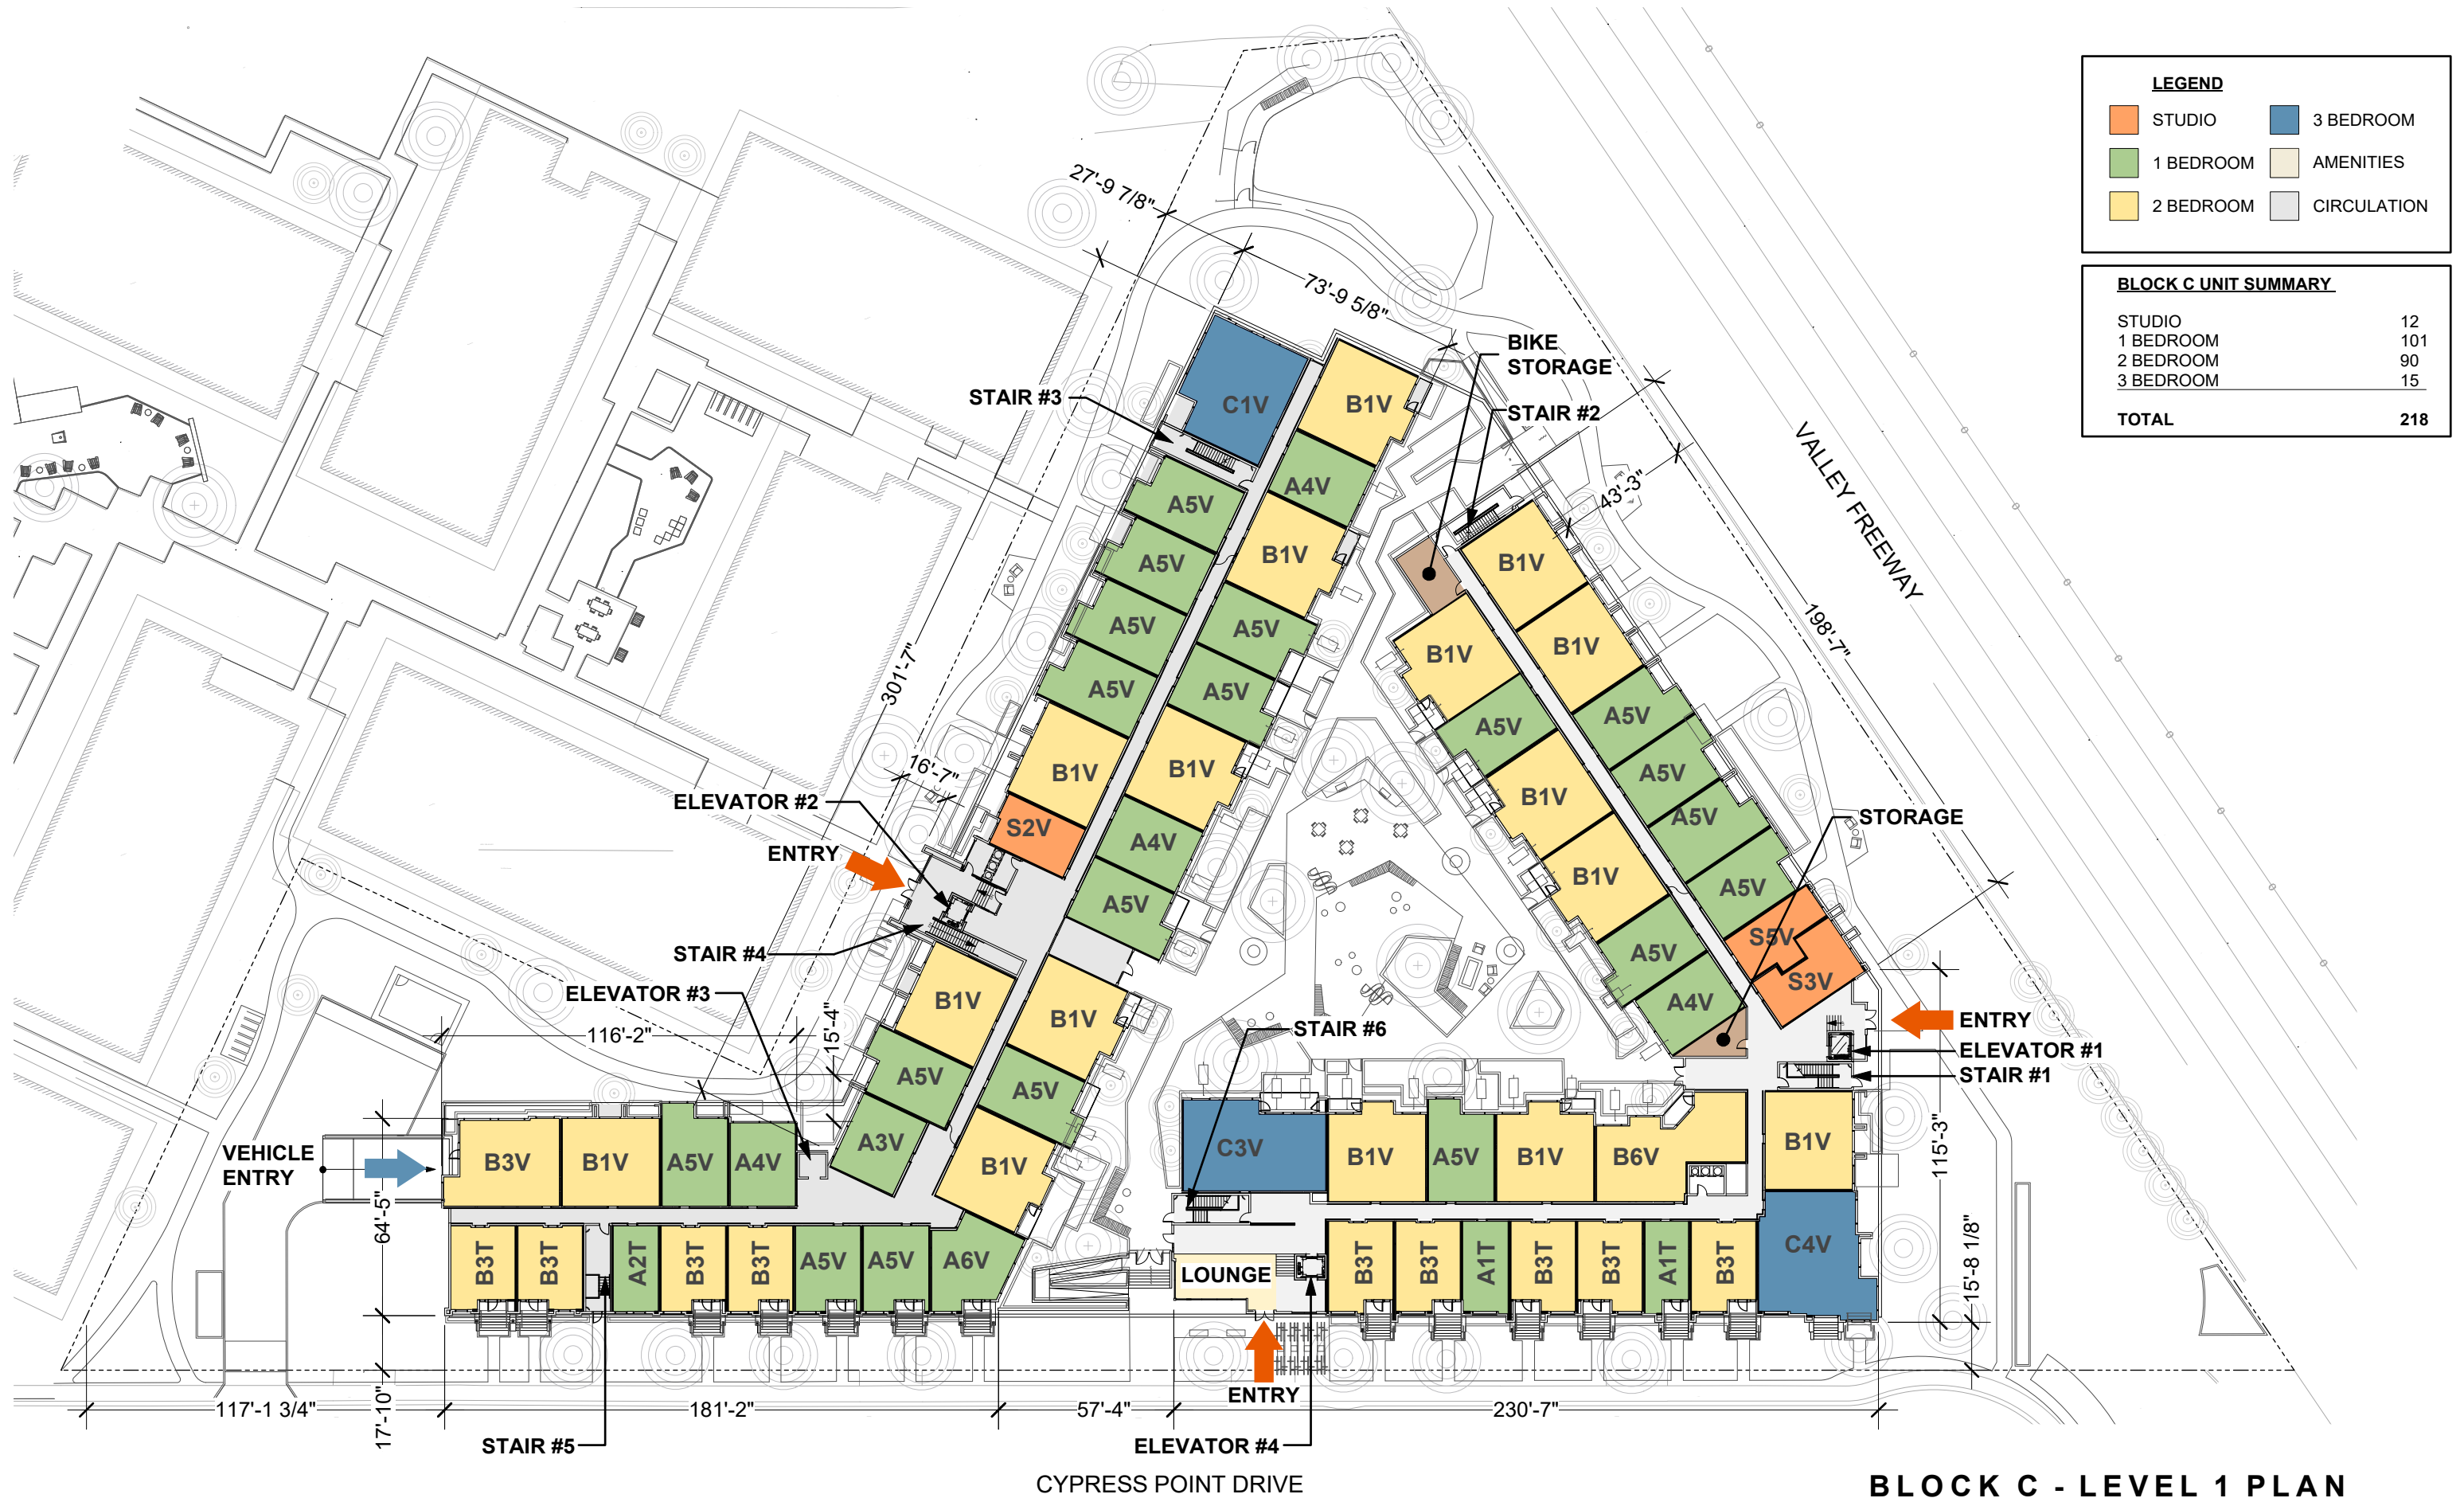 LEGEND
STUDIO
3 BEDROOM
1 BEDROOM
AMENITIES
2 BEDROOM
CIRCULATION
BLOCK C UNIT SUMMARY
STUDIO 12
1 BEDROOM 101
2 BEDROOM 90
3 BEDROOM 15
TOTAL 218
27'-9 7/8"
73'-9 5/8"
BIKE
STORAGE
STAIR #3
STAIR #2
43'-3"
VALLEY FREEWAY
198'-7"
301'-7"
16'-7"
C1V
B1V
A4V
A5V
B1V
A5V
A5V
A5V
A5V
A5V
B1V
B1V
S2V
A4V
A5V
B1V
B1V
B1V
B1V
A5V
A5V
A5V
B1V
A5V
B1V
A5V
S5V
A5V
S3V
A4V
ELEVATOR #2
ENTRY
STAIR #4
ELEVATOR #3
STORAGE
ENTRY
ELEVATOR #1
STAIR #1
STAIR #6
116'-2"
15'-4"
B1V
B1V
A5V
A5V
A3V
B1V
VEHICLE
ENTRY
64'-5"
B3V
B1V
A5V
A4V
B3T
B3T
A2T
B3T
B3T
A5V
A5V
A6V
C3V
B1V
A5V
B1V
B6V
B1V
115'-3"
C4V
15'-8 1/8"
LOUNGE
B3T
B3T
A1T
B3T
B3T
A1T
B3T
17'-10"
117'-1 3/4"
181'-2"
57'-4"
ENTRY
230'-7"
STAIR #5
ELEVATOR #4
CYPRESS POINT DRIVE
BLOCK C - LEVEL 1 PLAN